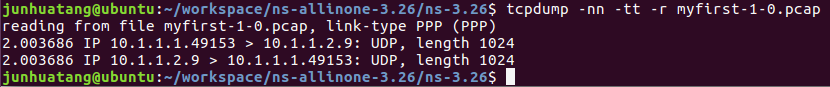 junhuatang@ubuntu:~/workspace/ns-allinone-3.26/ns-3.26$ tcpdump -nn -tt -r myfirst-1-0.pcap
reading from file myfirst-1-0.pcap, link-type PPP (PPP)
2.003686 IP 10.1.1.1.49153 > 10.1.1.2.9: UDP, length 1024
2.003686 IP 10.1.1.2.9 > 10.1.1.1.49153: UDP, length 1024
junhuatang@ubuntu:~/workspace/ns-allinone-3.26/ns-3.26$